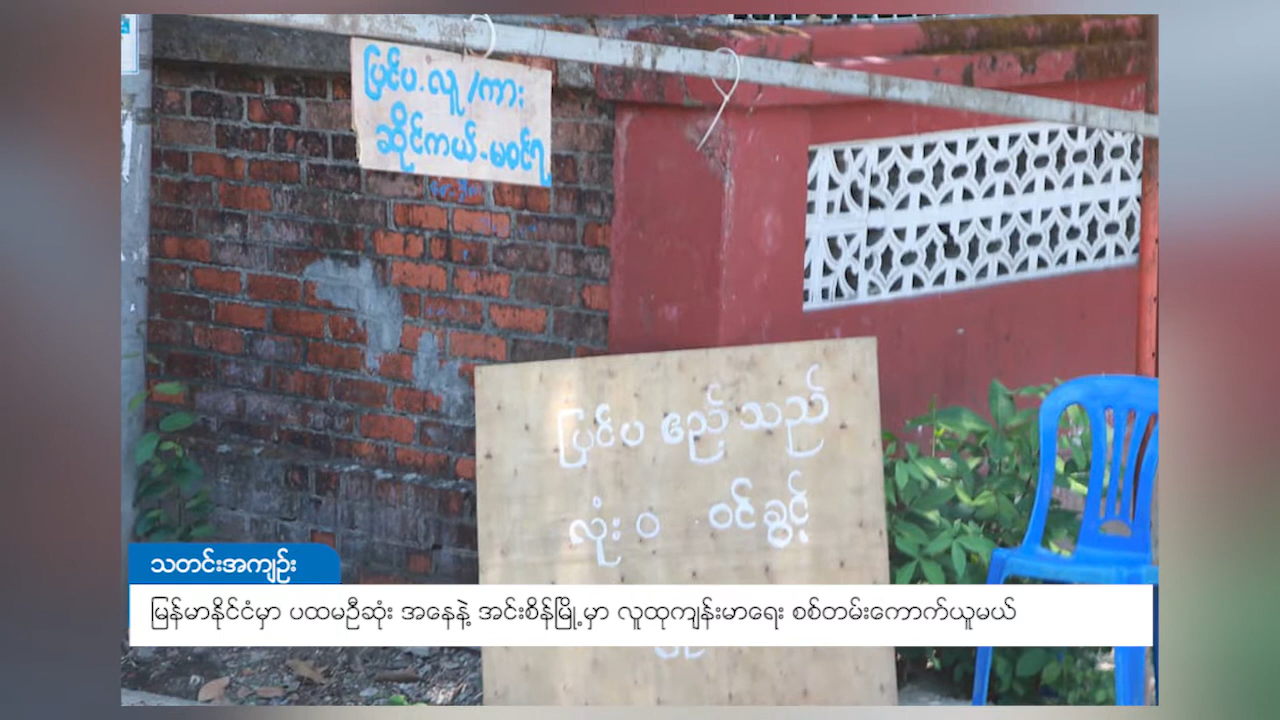 ပြင်ပ.လူ/ကား
ဆိုင်ကယ်-မဝင်ရ
ပြင်ပ ဧည့်သည်
လုံးဝ ဝင်ခွင့်
သတင်းအကျဉ်း
မြန်မာနိုင်ငံမှာ ပထမဦးဆုံး အနေနဲ့ အင်းစိန်မြို့မှာ လူထုကျန်းမာရေး စစ်တမ်းကောက်ယူမယ်